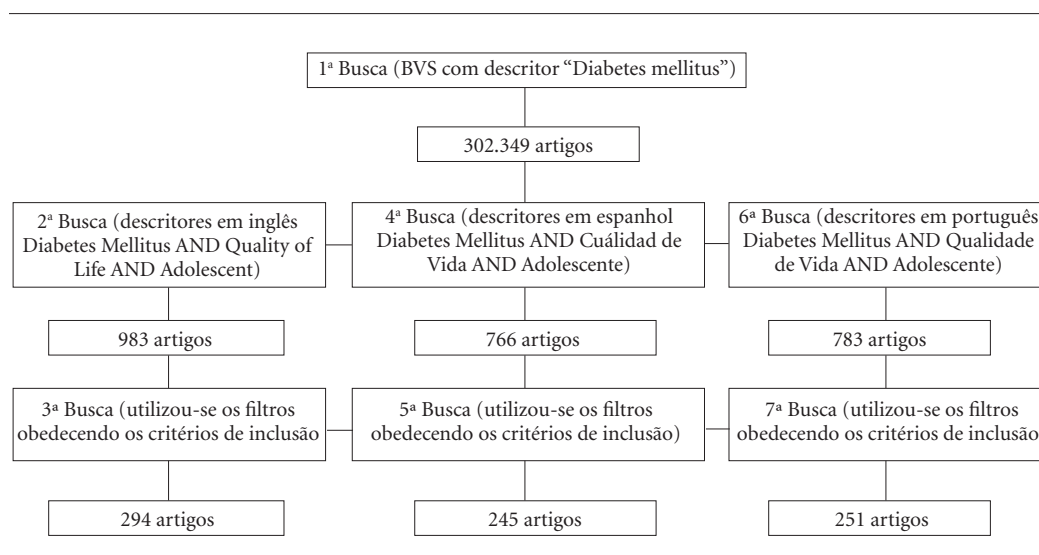 1ª Busca (BVS com descritor “Diabetes mellitus”)
302.349 artigos
2ª Busca (descritores em inglês
Diabetes Mellitus AND Quality of
Life AND Adolescent)
4ª Busca (descritores em espanhol
Diabetes Mellitus AND Cuálidad de
Vida AND Adolescente)
6ª Busca (descritores em português
Diabetes Mellitus AND Qualidade
de Vida AND Adolescente)
983 artigos
766 artigos
783 artigos
3ª Busca (utilizou-se os filtros
obedecendo os critérios de inclusão
5ª Busca (utilizou-se os filtros
obedecendo os critérios de inclusão)
7ª Busca (utilizou-se os filtros
obedecendo os critérios de inclusão
294 artigos
245 artigos
251 artigos